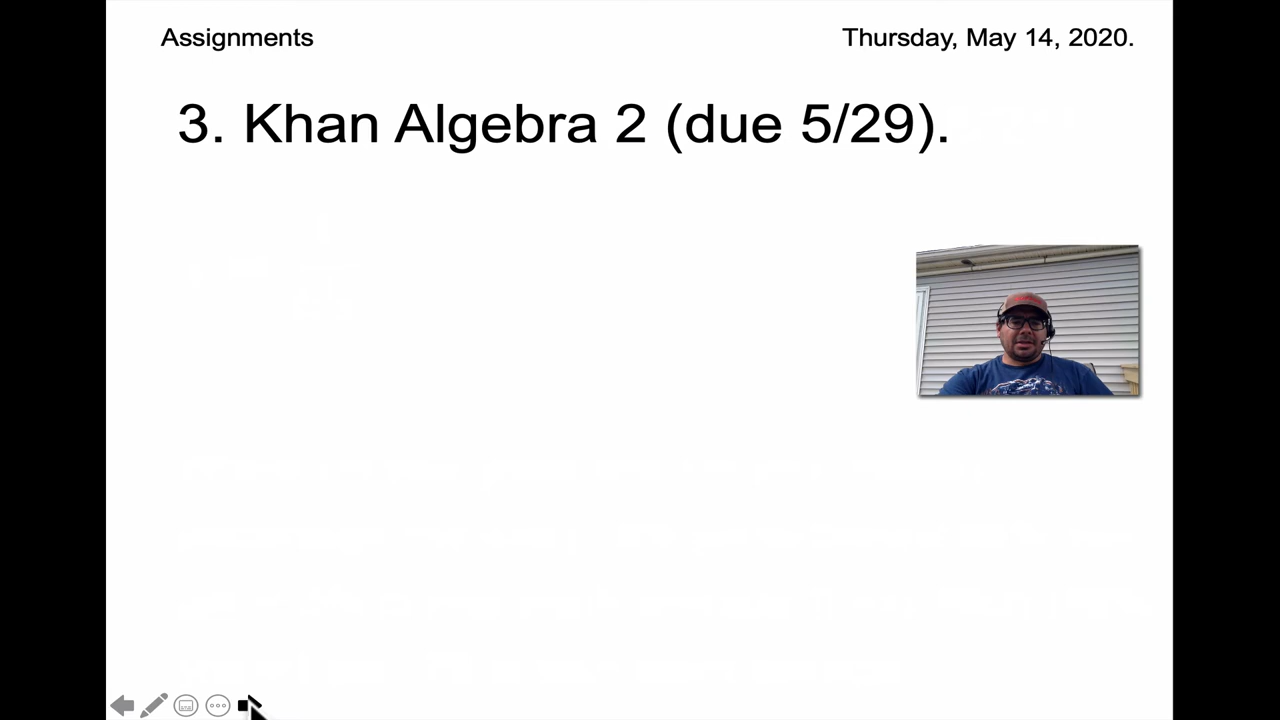 Assignments
Thursday, May 14, 2020.
3. Khan Algebra 2 (due 5/29).